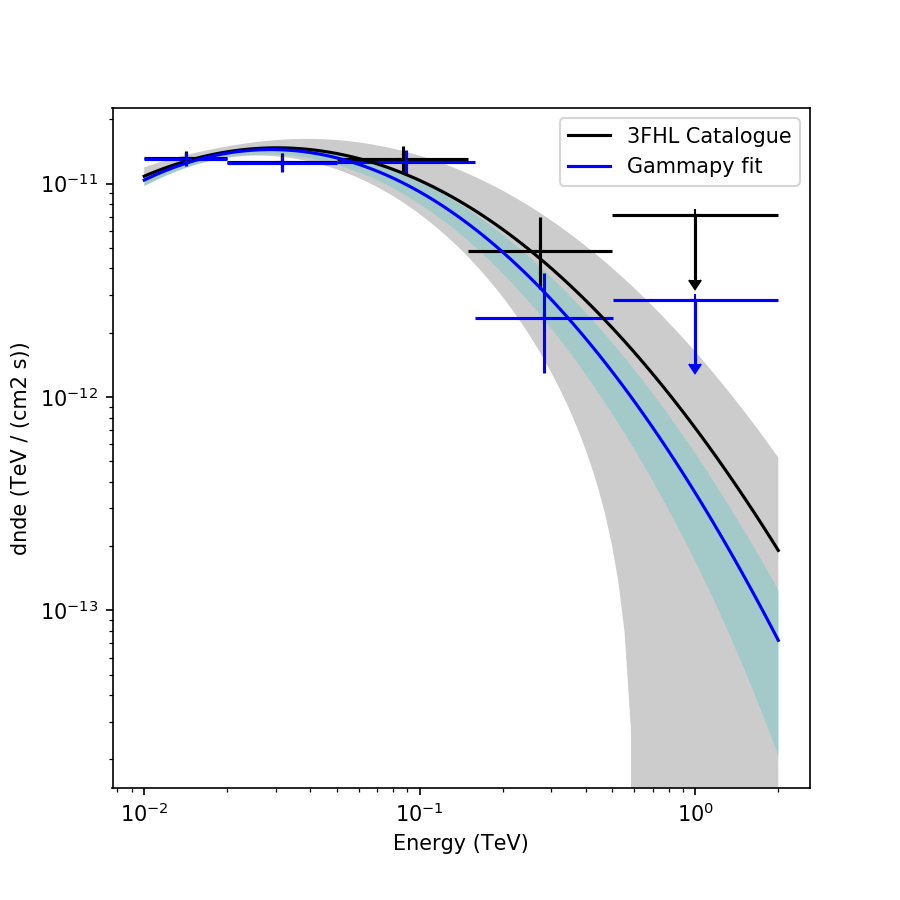 3FHL Catalogue
Gammapy fit
dnde (TeV / (cm2 s))
10⁻¹¹
10⁻¹²
10⁻¹³
10⁻²
10⁻¹
10⁰
Energy (TeV)